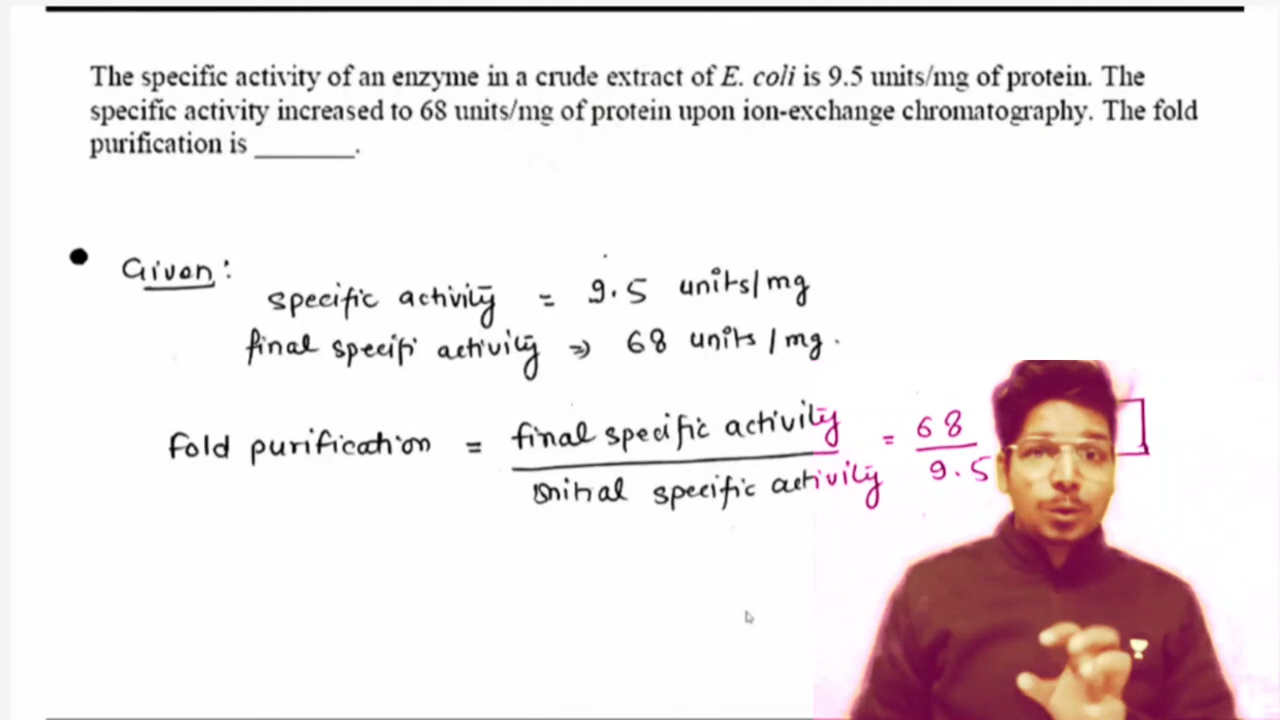 The specific activity of an enzyme in a crude extract of E. coli is 9.5 units/mg of protein. The
specific activity increased to 68 units/mg of protein upon ion-exchange chromatography. The fold
purification is _______.
Given:
specific activity = 9.5 units/mg
final specifi activity => 68 units/mg.
fold purification = final specific activity / Initial specific activity = 68 / 9.5